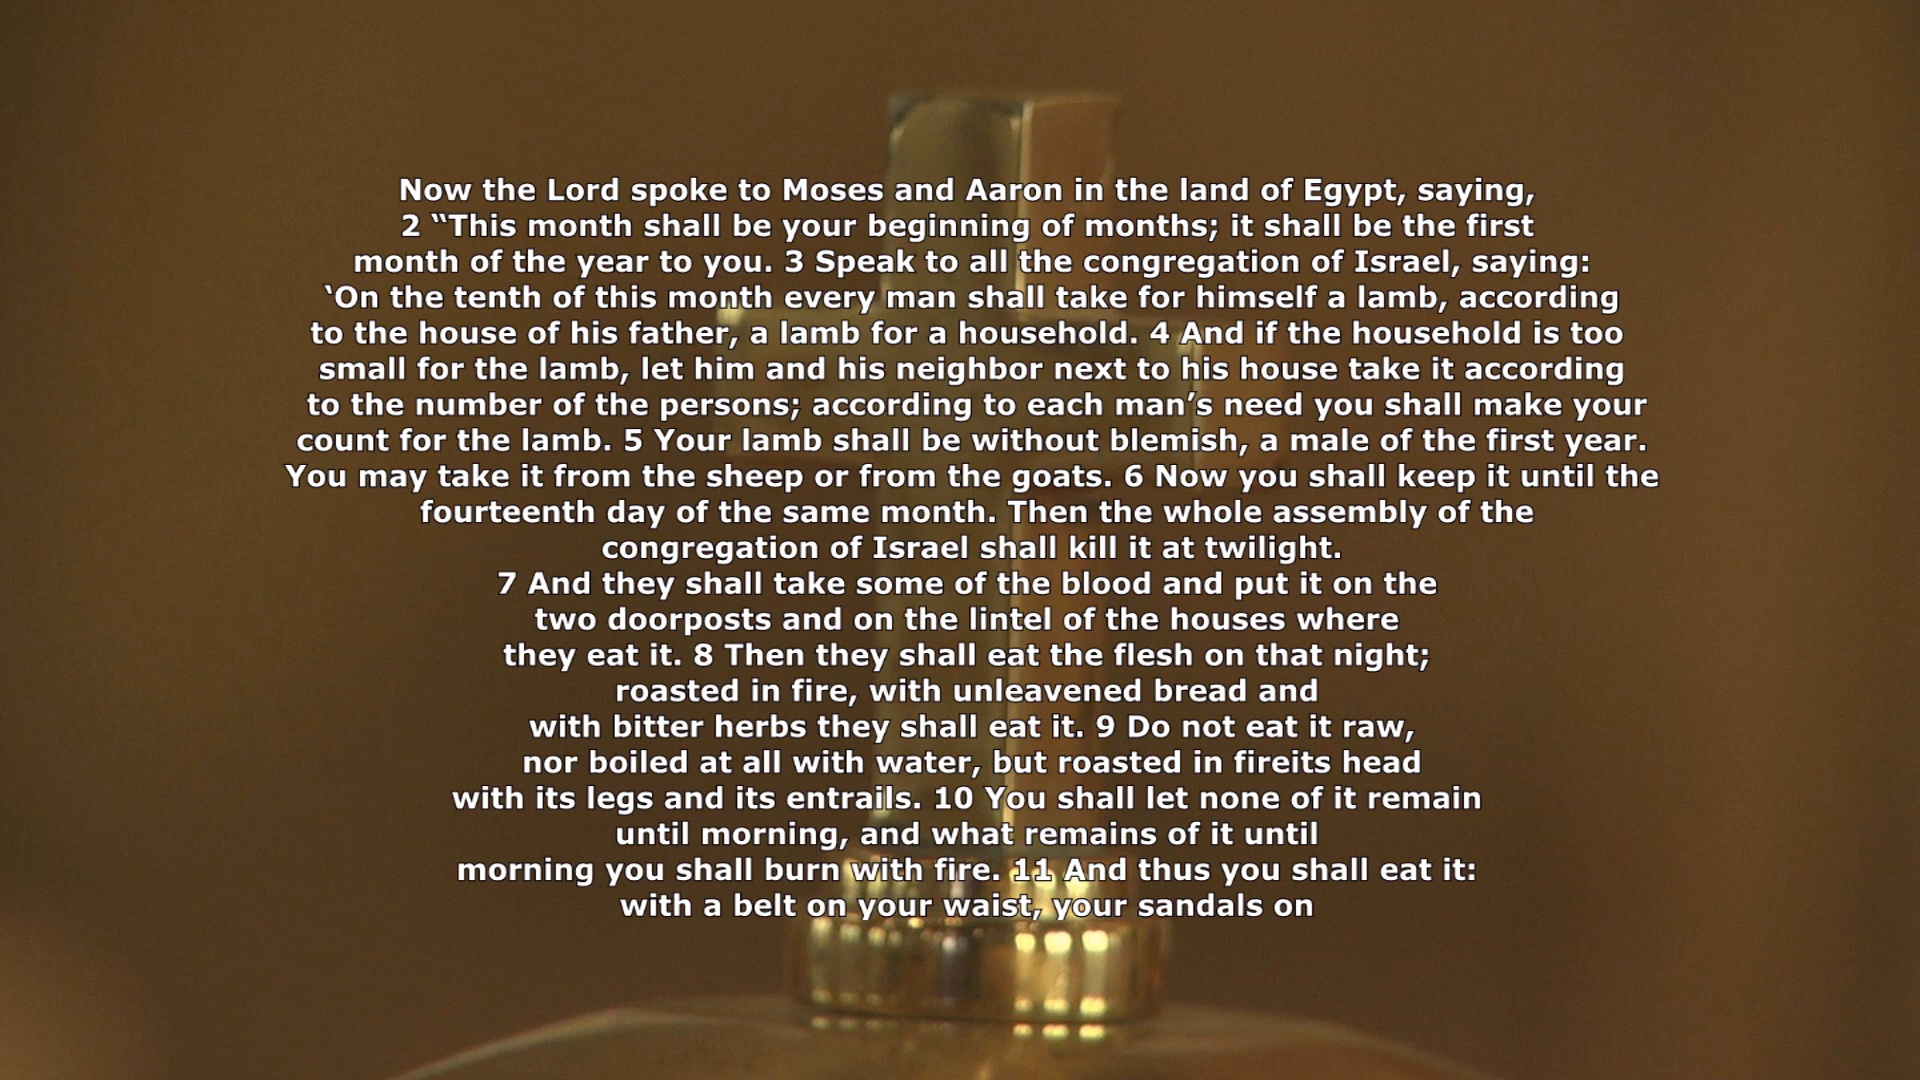 Now the Lord spoke to Moses and Aaron in the land of Egypt, saying,
2 “This month shall be your beginning of months; it shall be the first
month of the year to you. 3 Speak to all the congregation of Israel, saying:
‘On the tenth of this month every man shall take for himself a lamb, according
to the house of his father, a lamb for a household. 4 And if the household is too
small for the lamb, let him and his neighbor next to his house take it according
to the number of the persons; according to each man’s need you shall make your
count for the lamb. 5 Your lamb shall be without blemish, a male of the first year.
You may take it from the sheep or from the goats. 6 Now you shall keep it until the
fourteenth day of the same month. Then the whole assembly of the
congregation of Israel shall kill it at twilight.
7 And they shall take some of the blood and put it on the
two doorposts and on the lintel of the houses where
they eat it. 8 Then they shall eat the flesh on that night;
roasted in fire, with unleavened bread and
with bitter herbs they shall eat it. 9 Do not eat it raw,
nor boiled at all with water, but roasted in fireits head
with its legs and its entrails. 10 You shall let none of it remain
until morning, and what remains of it until
morning you shall burn with fire. 11 And thus you shall eat it:
with a belt on your waist, your sandals on